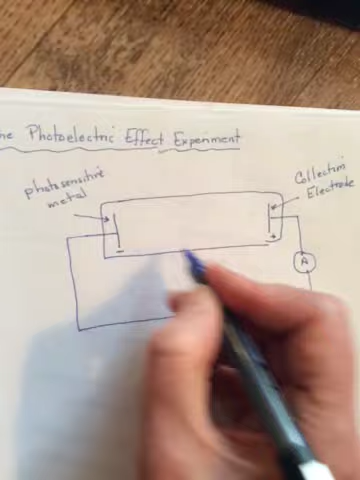 he Photoelectric Effect Experiment
photosensitive
metal
Collection
Electrode
- +
A